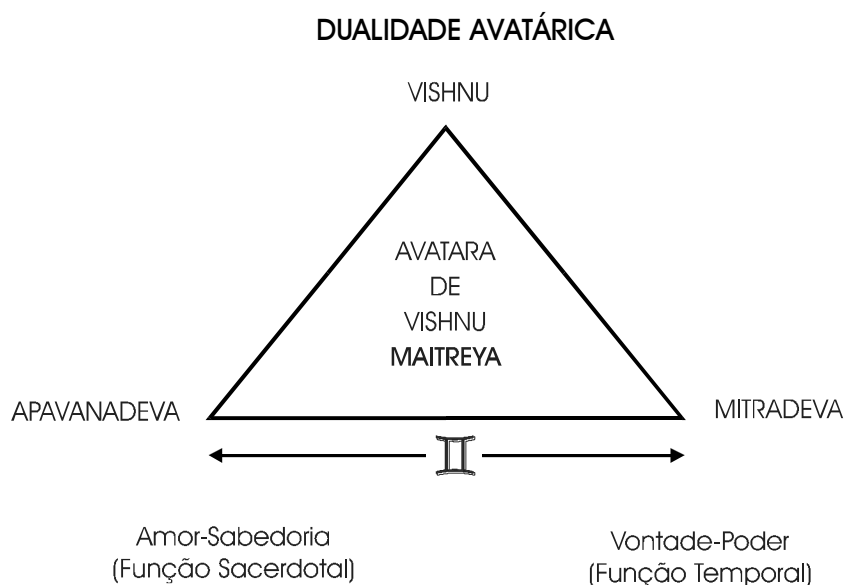 DUALIDADE AVATÁRICA
VISHNU
AVATARA
DE
VISHNU
MAITREYA
APAVANADEVA
MITRADEVA
♊
Amor-Sabedoria
(Função Sacerdotal)
Vontade-Poder
(Função Temporal)